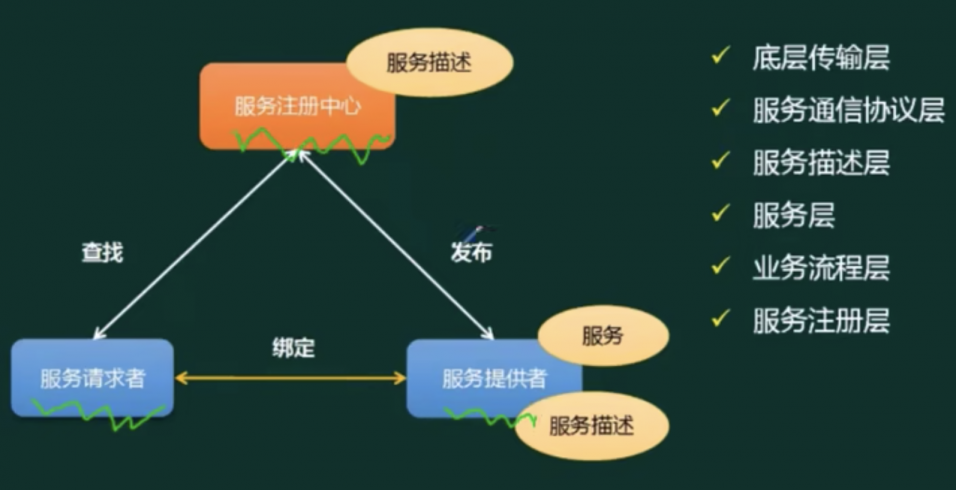 服务描述
服务注册中心
查找
发布
服务请求者
绑定
服务提供者
服务
服务描述
底层传输层
服务通信协议层
服务描述层
服务层
业务流程层
服务注册层